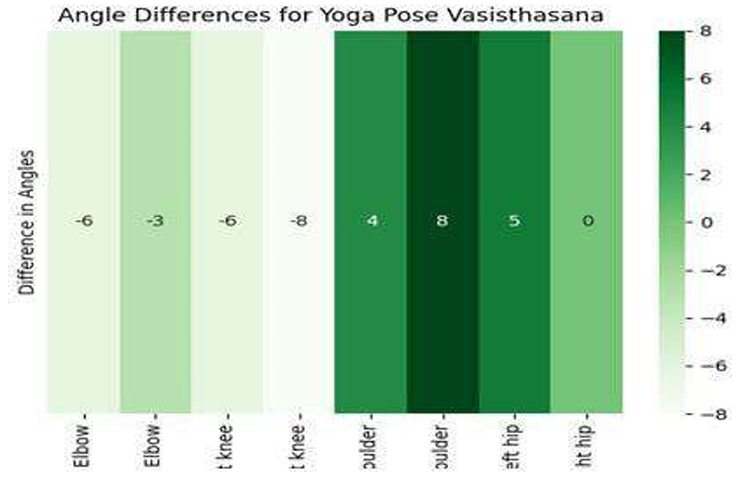 Angle Differences for Yoga Pose Vasisthasana
Difference in Angles
-6 -3 -6 -8 4 8 5 0
Elbow Elbow t knee t knee oulder oulder eft hip ht hip
8
6
4
2
0
−2
−4
−6
−8